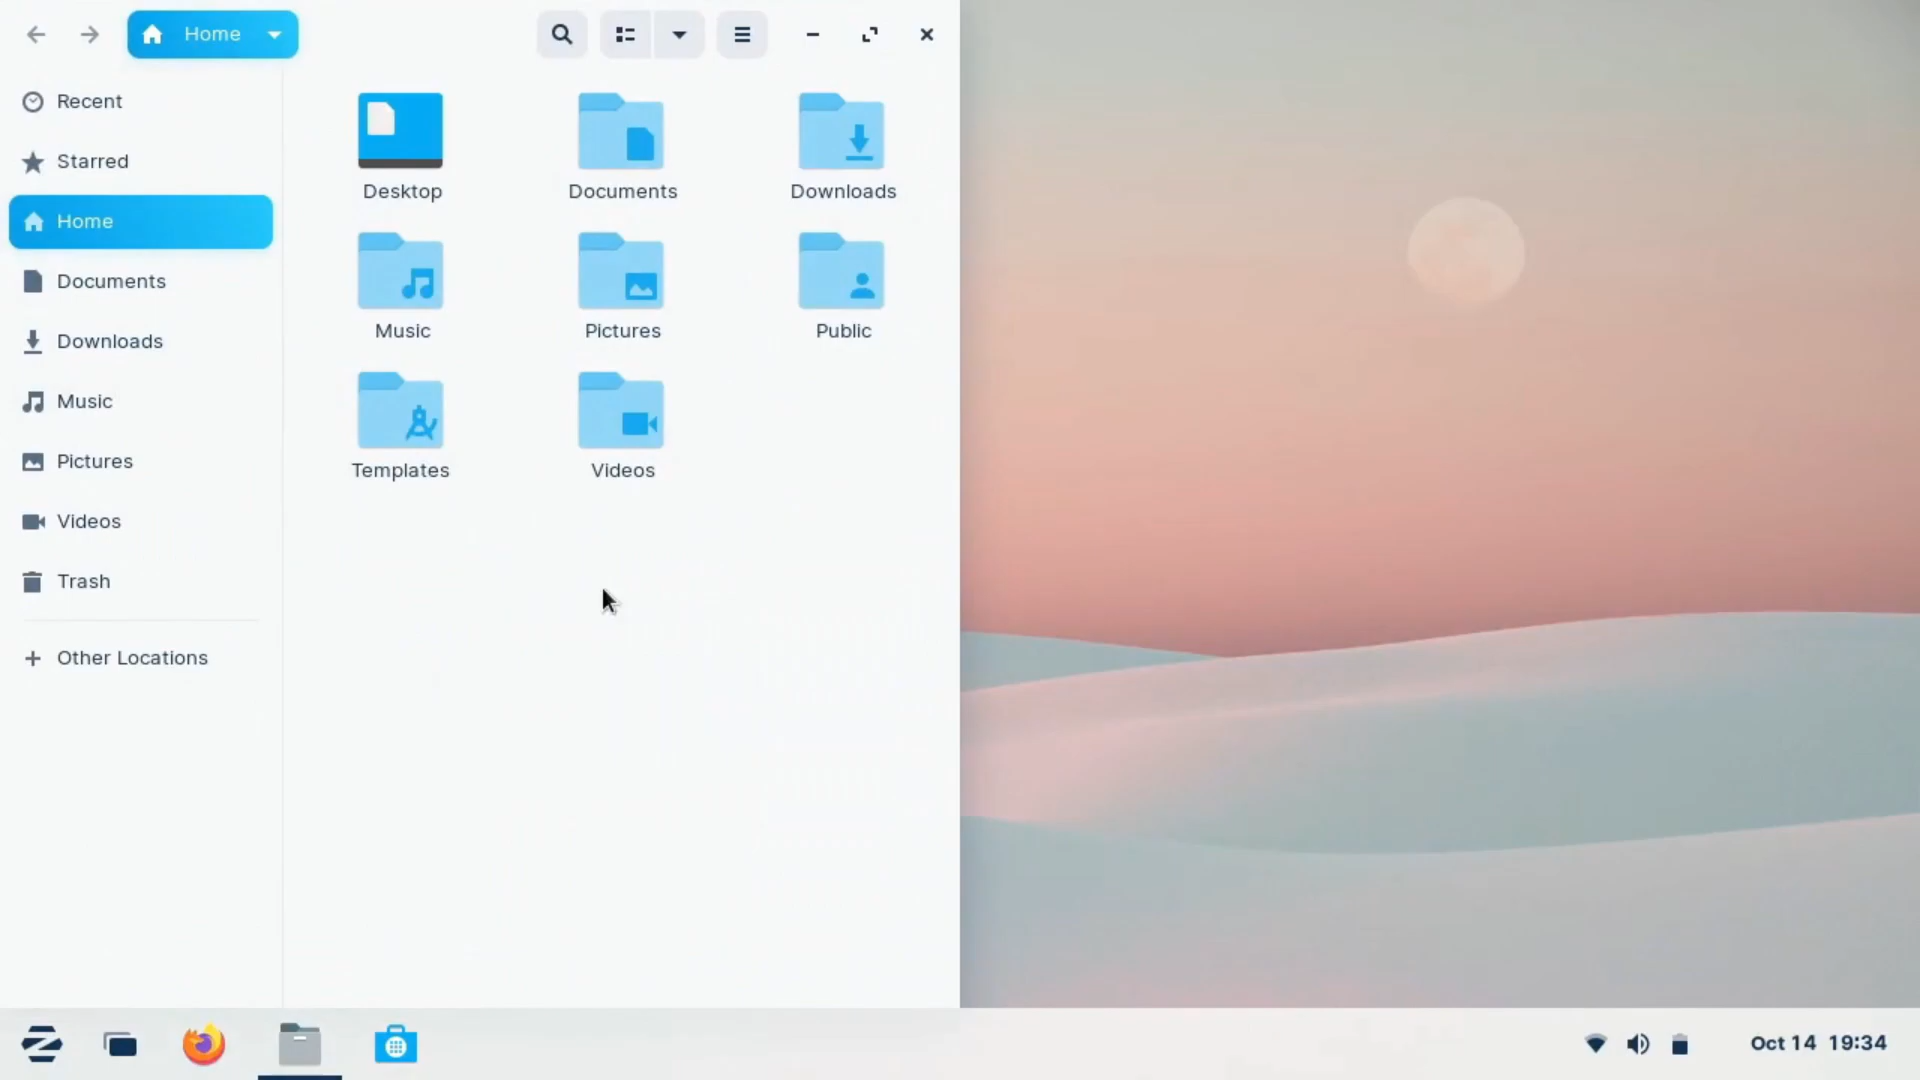 Home
Recent
Starred
Home
Documents
Downloads
Music
Pictures
Videos
Trash
Other Locations
Desktop
Documents
Downloads
Music
Pictures
Public
Templates
Videos
Oct 14 19:34